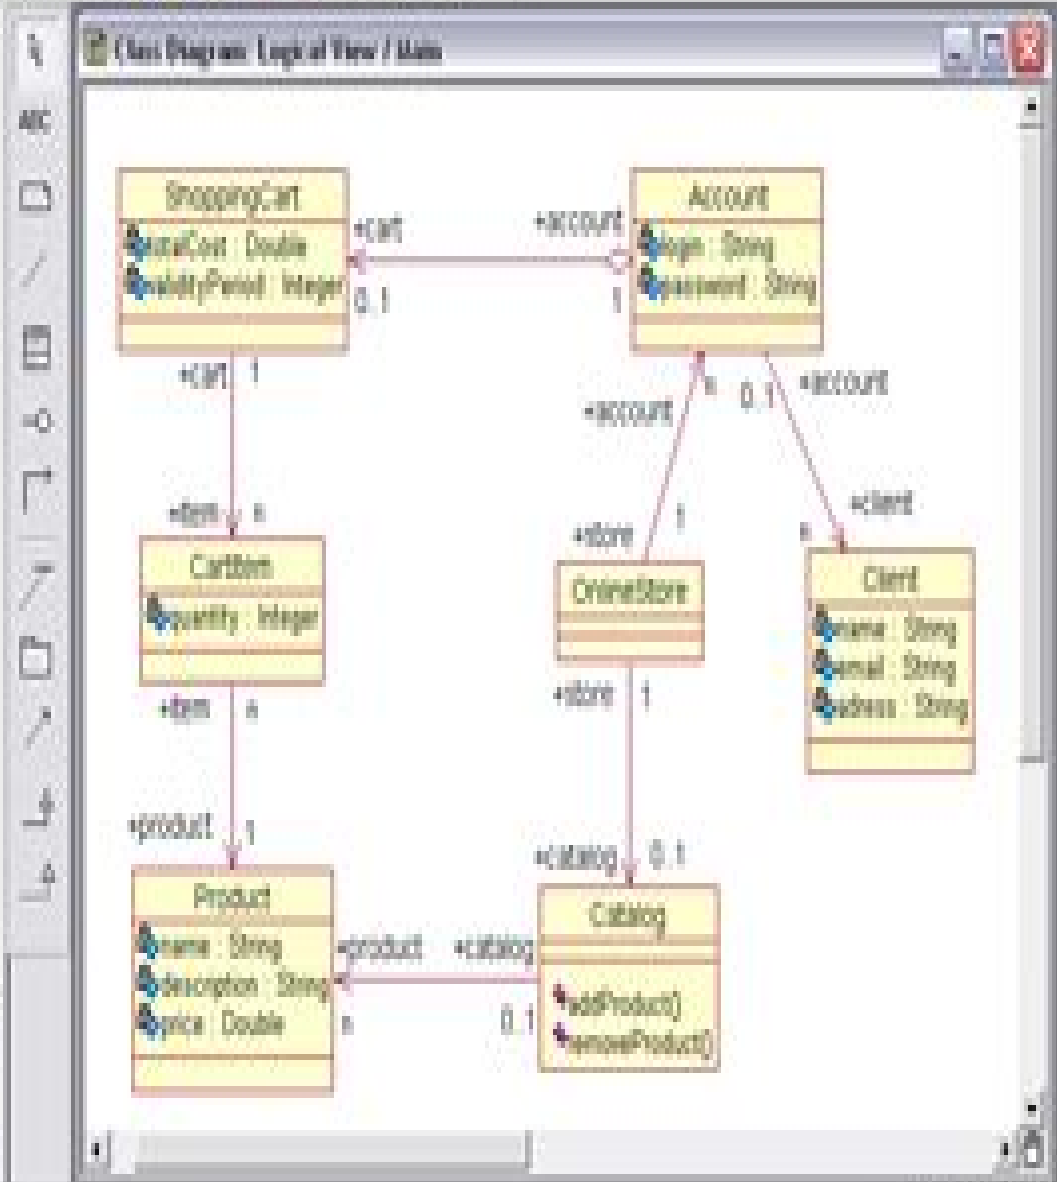 Class Diagram: Logical View / Main
ABC
ShoppingCart
totalCost : Double
validityPeriod : Integer
+cart
0..1
+account
1
Account
login : String
password : String
+cart
1
+item
n
CartItem
quantity : Integer
+item
n
+product
1
Product
name : String
description : String
price : Double
+account
n
+store
1
OnlineStore
+store
1
+catalog
0..1
0..1
+account
+client
n
Client
name : String
email : String
adress : String
+product
n
+catalog
0..1
Catalog
addProduct()
removeProduct()